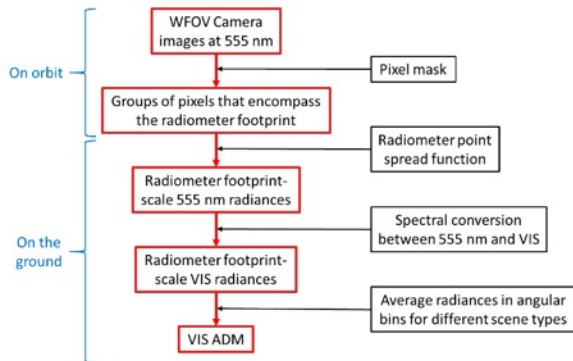 WFOV Camera
images at 555 nm
On orbit
Pixel mask
Groups of pixels that encompass
the radiometer footprint
Radiometer point
spread function
Radiometer footprint-
scale 555 nm radiances
Spectral conversion
between 555 nm and VIS
On the
ground
Radiometer footprint-
scale VIS radiances
Average radiances in angular
bins for different scene types
VIS ADM